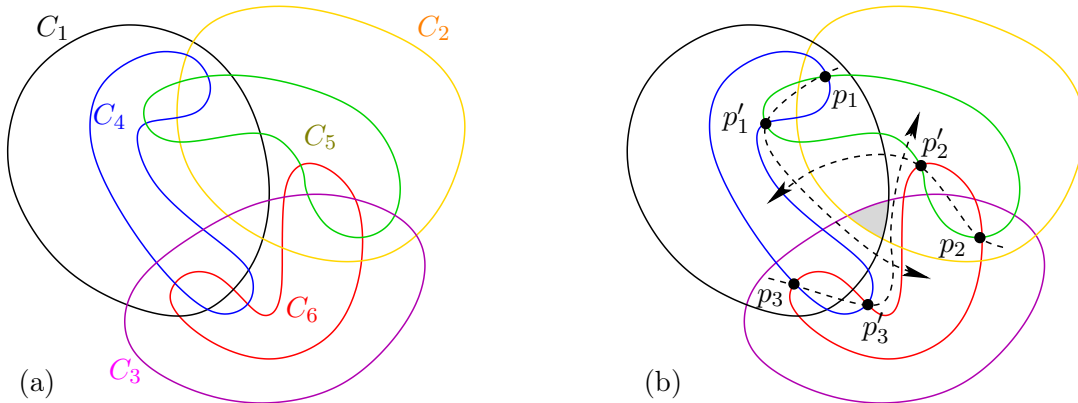 C₁ C₂
C₄ C₅
C₆
C₃
(a)
p₁
p′₁ p′₂
p₂
p₃ p′₃
(b)